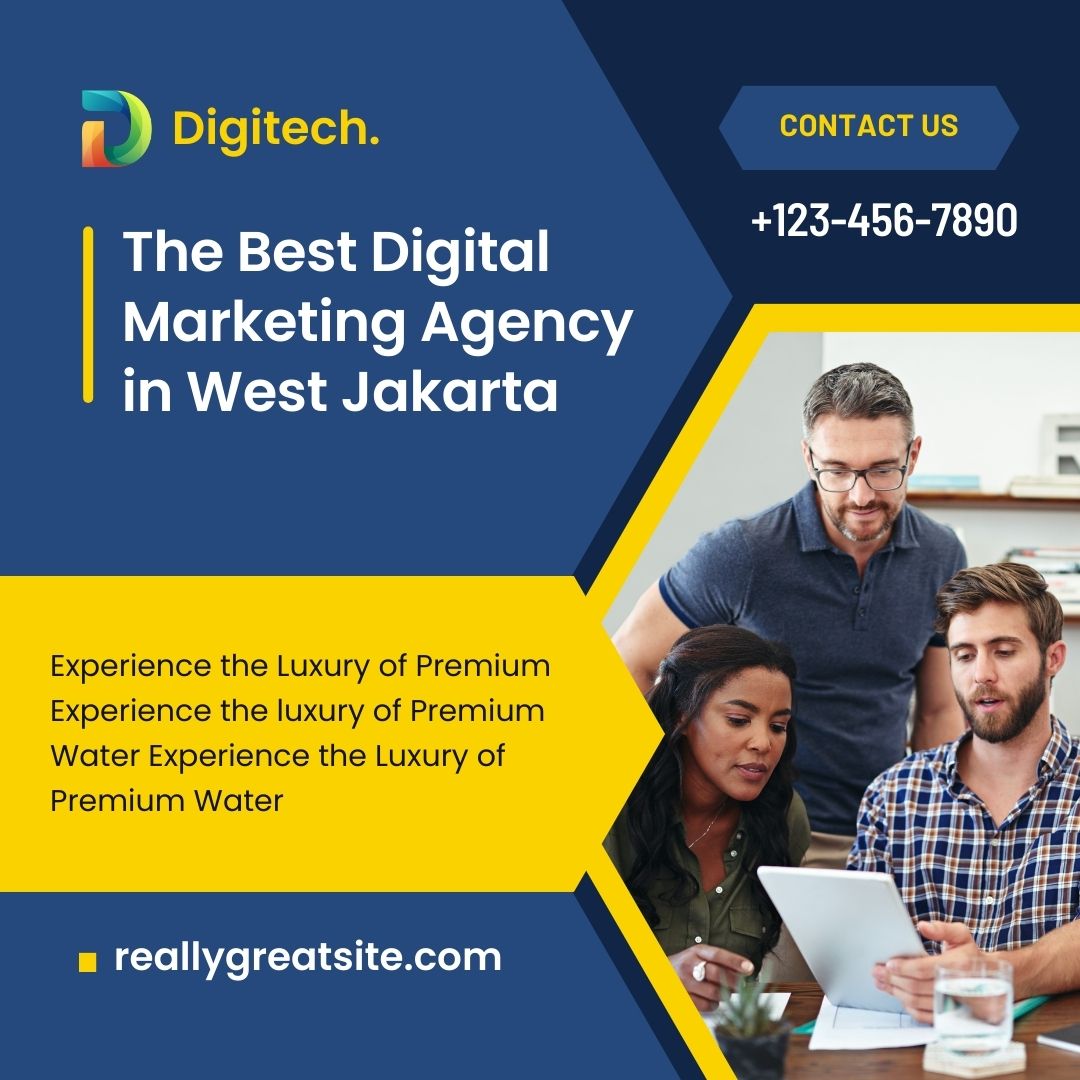 Digitech.
CONTACT US
+123-456-7890
The Best Digital
Marketing Agency
in West Jakarta
Experience the Luxury of Premium
Experience the luxury of Premium
Water Experience the Luxury of
Premium Water
reallygreatsite.com